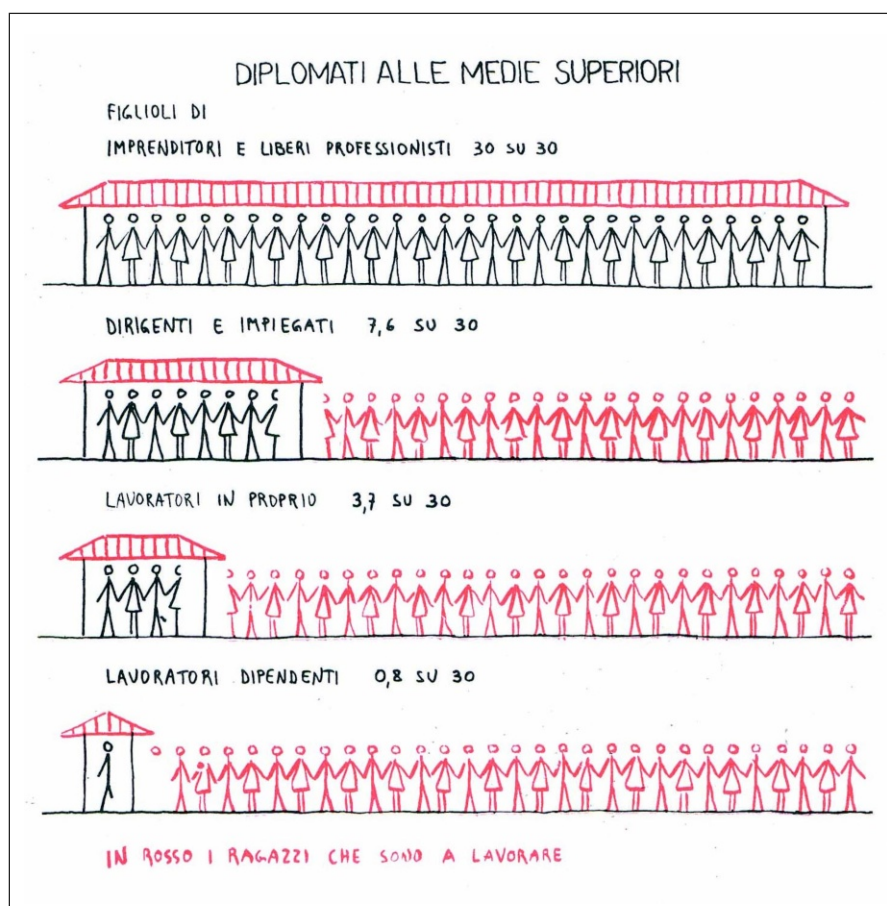 DIPLOMATI ALLE MEDIE SUPERIORI
FIGLIOLI DI
IMPRENDITORI E LIBERI PROFESSIONISTI 30 SU 30
DIRIGENTI E IMPIEGATI 7,6 SU 30
LAVORATORI IN PROPRIO 3,7 SU 30
LAVORATORI DIPENDENTI 0,8 SU 30
IN ROSSO I RAGAZZI CHE SONO A LAVORARE